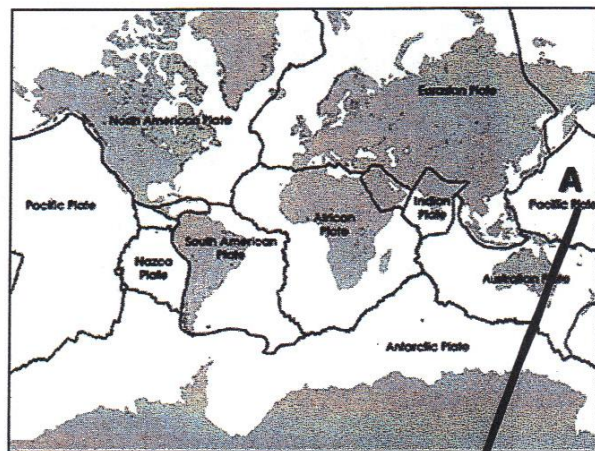 North American Plate
Eurasian Plate
A
Pacific Plate
African Plate
Indian Plate
Pacific Plate
South American Plate
Nazca Plate
Australian Plate
Antarctic Plate